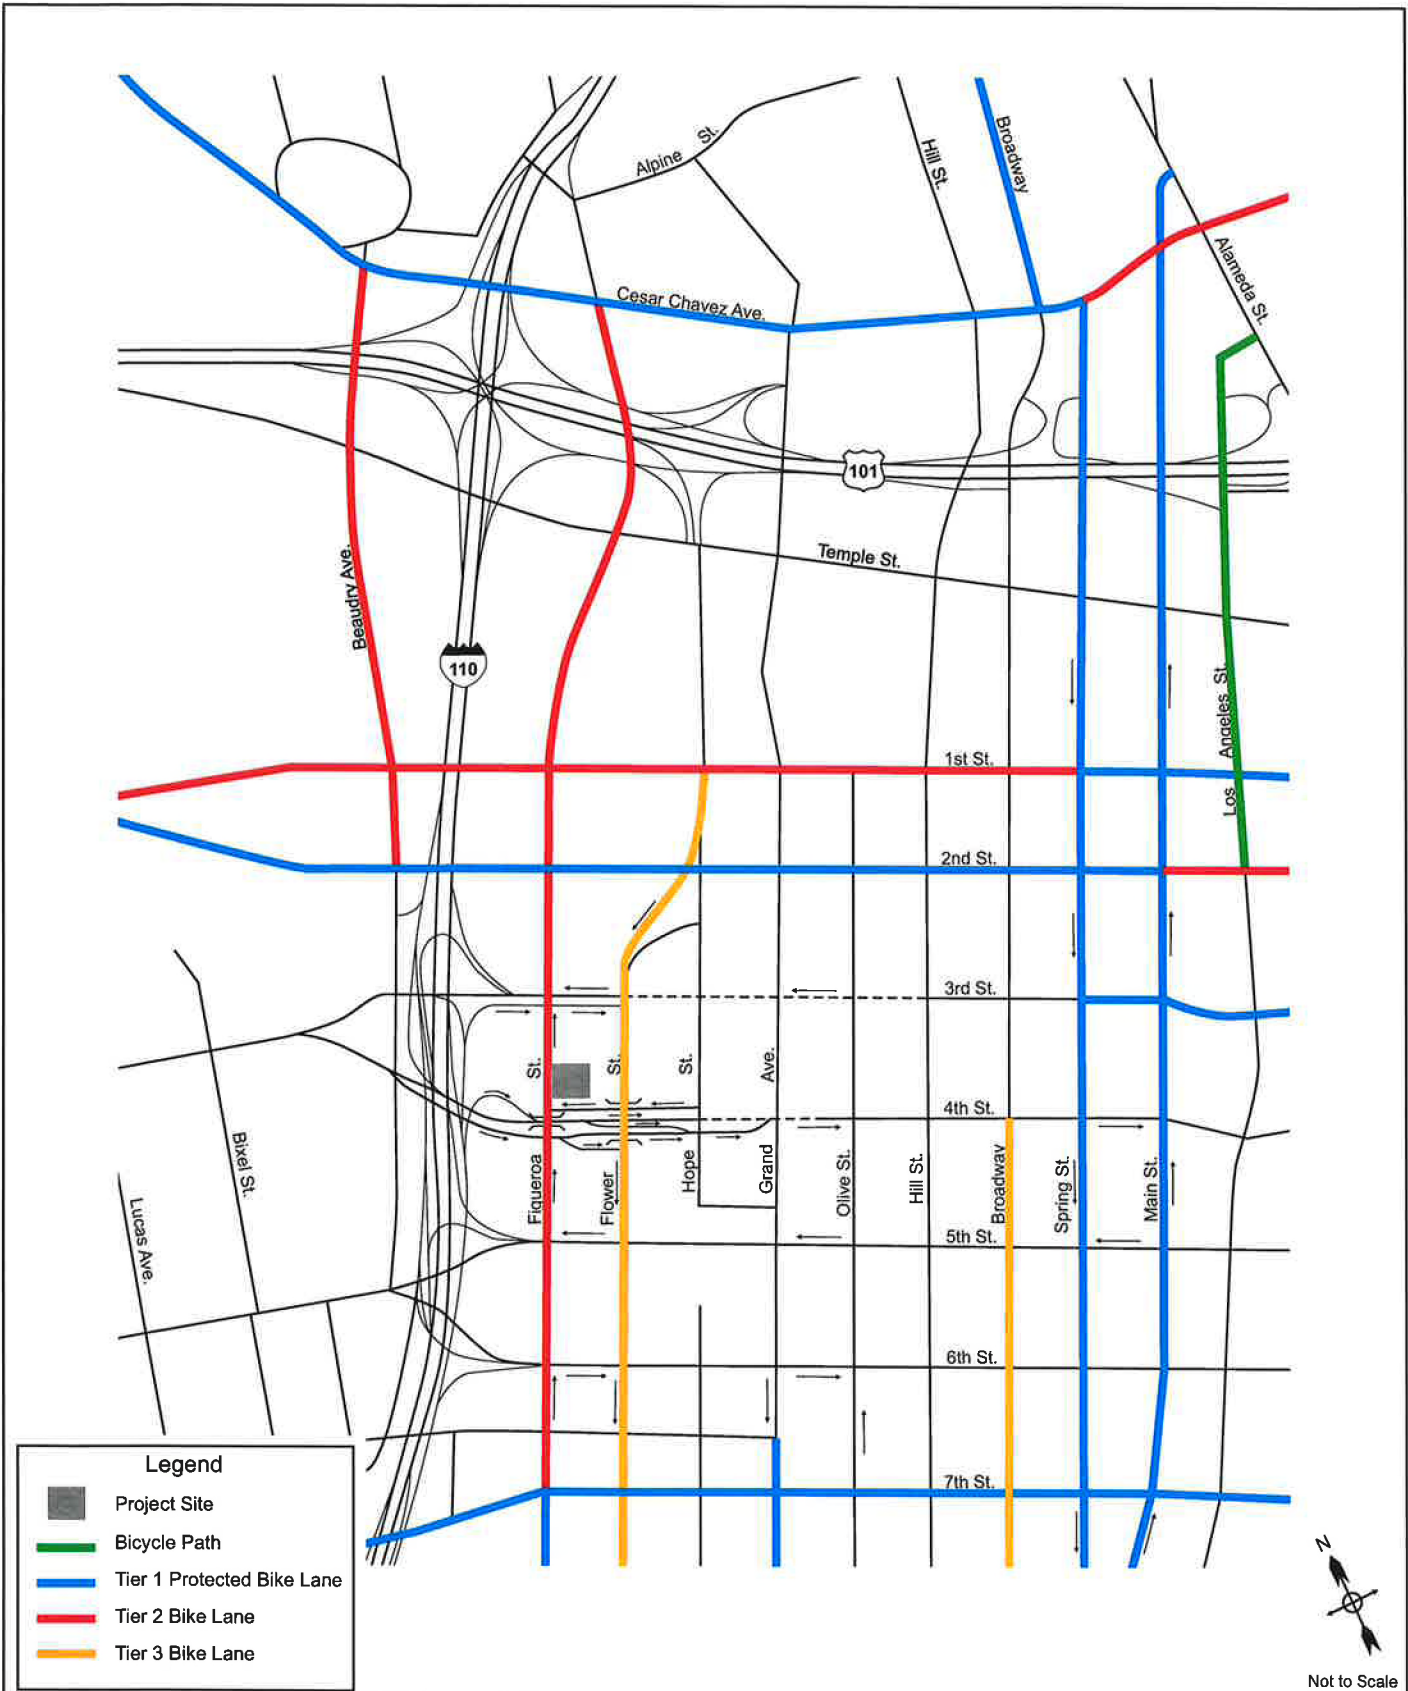 Alpine St.
Hill St.
Broadway
Alameda St.
Cesar Chavez Ave.
101
Temple St.
Beaudry Ave.
110
Los Angeles St.
1st St.
2nd St.
3rd St.
4th St.
Figueroa St.
Flower St.
Hope St.
Grand Ave.
Olive St.
Hill St.
Broadway
Spring St.
Main St.
Bixel St.
Lucas Ave.
5th St.
6th St.
7th St.
Legend
Project Site
Bicycle Path
Tier 1 Protected Bike Lane
Tier 2 Bike Lane
Tier 3 Bike Lane
N
Not to Scale